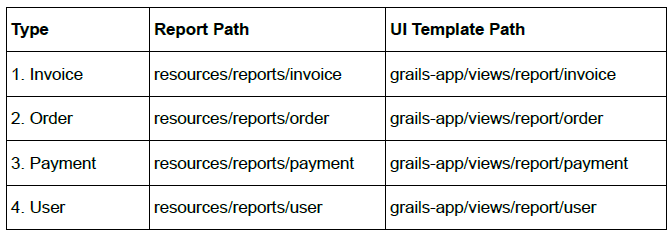 Type Report Path UI Template Path
1. Invoice resources/reports/invoice grails-app/views/report/invoice
2. Order resources/reports/order grails-app/views/report/order
3. Payment resources/reports/payment grails-app/views/report/payment
4. User resources/reports/user grails-app/views/report/user